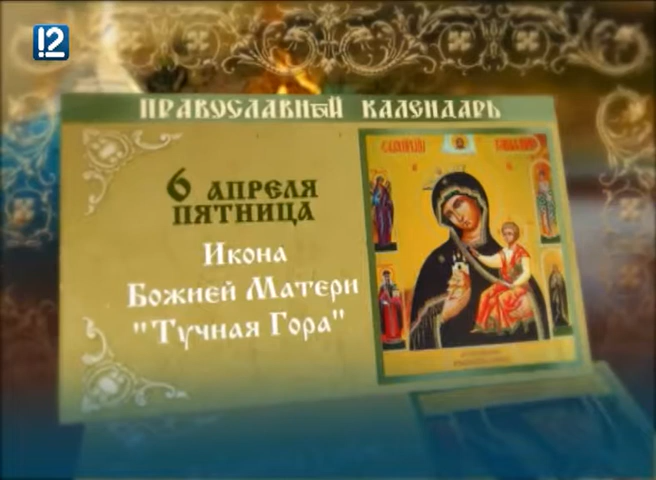 12
ПРАВОСЛАВНЫЙ КАЛЕНДАРЬ
6 АПРЕЛЯ
ПЯТНИЦА
Икона
Божией Матери
"Тучная Гора"